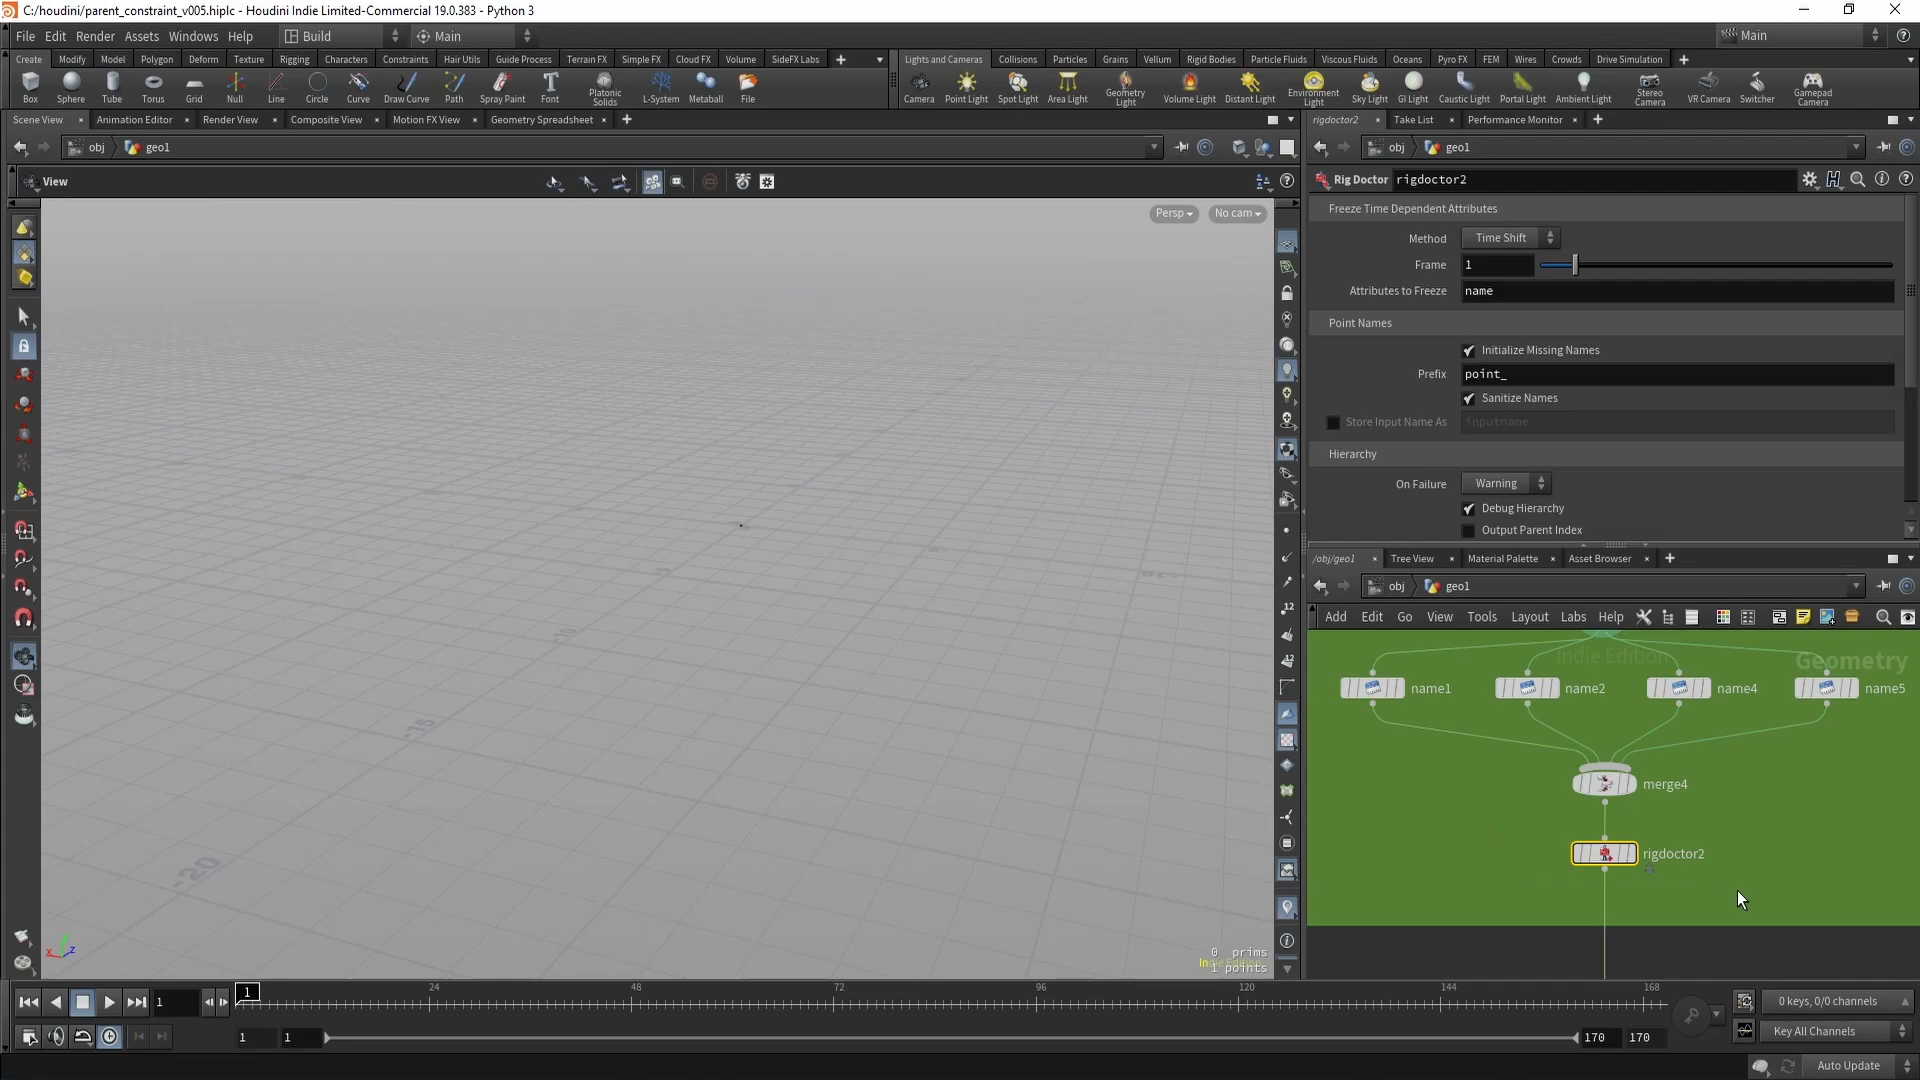 C:/houdini/parent_constraint_v005.hiplc - Houdini Indie Limited-Commercial 19.0.383 - Python 3
File Edit Render Assets Windows Help Build Main Main
Create Modify Model Polygon Deform Texture Rigging Characters Constraints Hair Utils Guide Process Terrain FX Simple FX Cloud FX Volume SideFX Labs
Lights and Cameras Collisions Particles Grains Vellum Rigid Bodies Particle Fluids Viscous Fluids Oceans Pyro FX FEM Wires Crowds Drive Simulation
Box Sphere Tube Torus Grid Null Line Circle Curve Draw Curve Path Spray Paint Font Platonic Solids L-System Metaball File
Camera Point Light Spot Light Area Light Geometry Light Volume Light Distant Light Environment Light Sky Light GI Light Caustic Light Portal Light Ambient Light Stereo Camera VR Camera Switcher Gamepad Camera
Scene View Animation Editor Render View Composite View Motion FX View Geometry Spreadsheet
rigdoctor2 Take List Performance Monitor
obj geo1
obj geo1
View
Persp No cam
Rig Doctor rigdoctor2
Freeze Time Dependent Attributes
Method Time Shift
Frame 1
Attributes to Freeze name
Point Names
Initialize Missing Names
Prefix point_
Sanitize Names
Store Input Name As inputname
Hierarchy
On Failure Warning
Debug Hierarchy
Output Parent Index
/obj/geo1 Tree View Material Palette Asset Browser
obj geo1
Add Edit Go View Tools Layout Labs Help
Indie Edition Geometry
name1 name2 name4 name5
merge4
rigdoctor2
12
12
-10
-15
-20
x z
0 prims
1 points
1 1 24 48 72 96 120 144 168
0 keys, 0/0 channels
1 1 170 170
Key All Channels
Auto Update